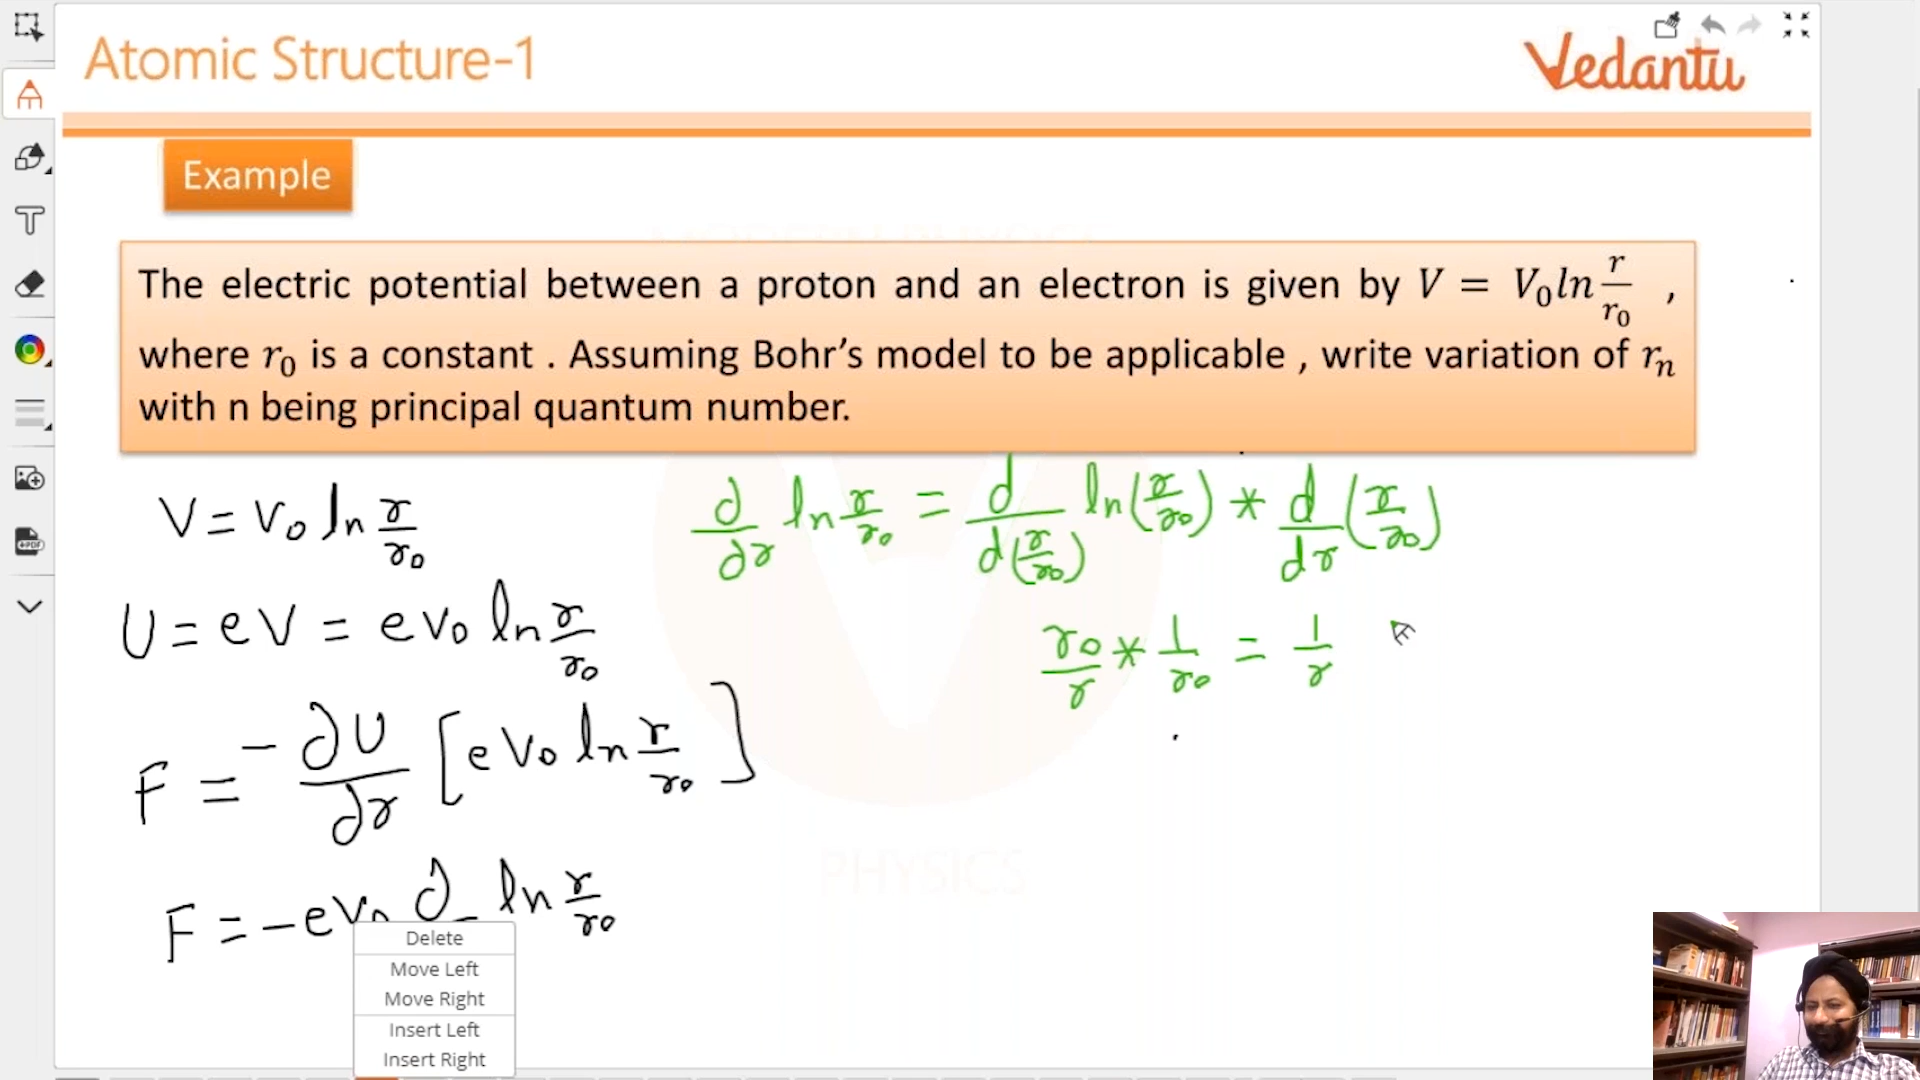 Atomic Structure-1
Vedantu
Example
The electric potential between a proton and an electron is given by V = V₀ln r/r₀ ,
where r₀ is a constant . Assuming Bohr’s model to be applicable , write variation of rₙ
with n being principal quantum number.
V = V₀ ln r/r₀
∂/∂r ln r/r₀ = d/d(r/r₀) ln(r/r₀) * d/dr (r/r₀)
U = eV = eV₀ ln r/r₀
r₀/r * 1/r₀ = 1/r
F = -∂U/∂r [eV₀ ln r/r₀]
F = -eV₀ ∂ ln r/r₀
PHYSICS
Delete
Move Left
Move Right
Insert Left
Insert Right